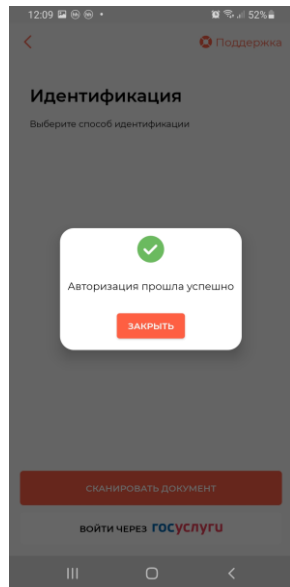 12:09 52%
Поддержка
Идентификация
Выберите способ идентификации
Авторизация прошла успешно
ЗАКРЫТЬ
СКАНИРОВАТЬ ДОКУМЕНТ
ВОЙТИ ЧЕРЕЗ госуслуги